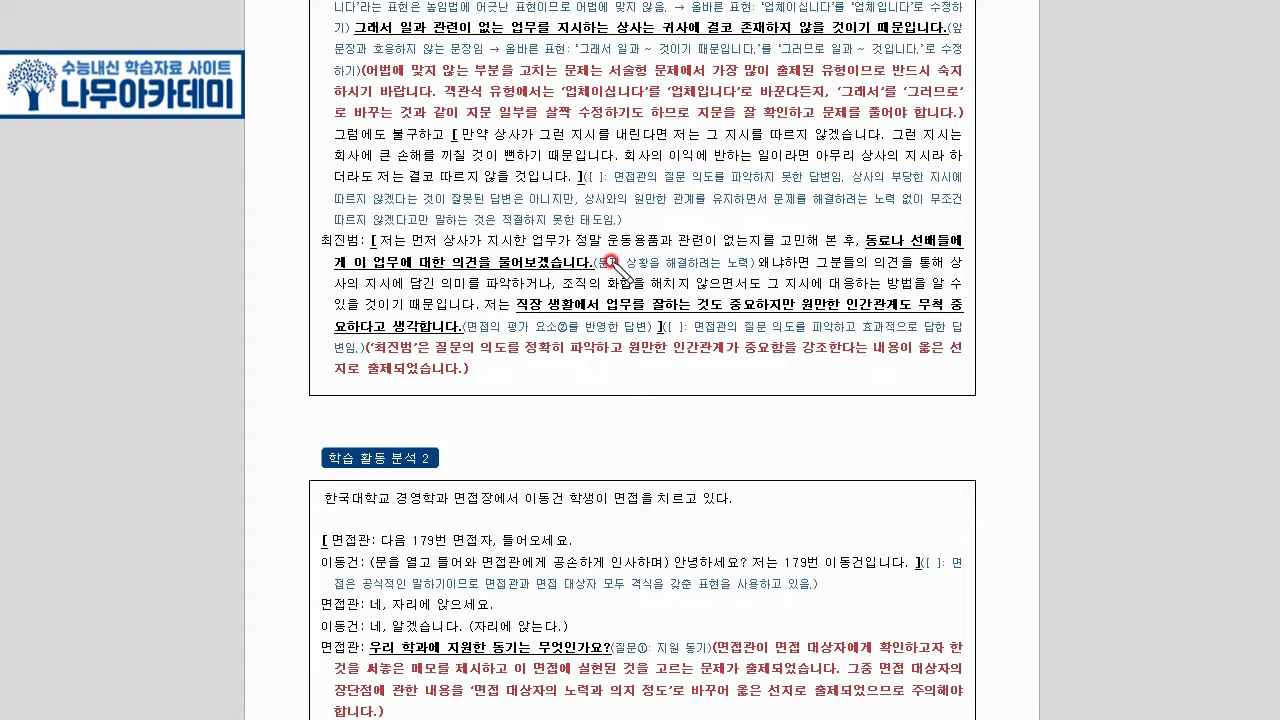 니다'라는 표현은 높임법에 어긋난 표현이므로 어법에 맞지 않음. → 올바른 표현: '업체이십니다'를 '업체입니다'로 수정하
기) 그래서 일과 관련이 없는 업무를 지시하는 상사는 귀사에 결코 존재하지 않을 것이기 때문입니다.(앞
문장과 호응하지 않는 문장임 → 올바른 표현: '그래서 일과 ~ 것이기 때문입니다.'를 '그러므로 일과 ~ 것입니다.'로 수정
하기)(어법에 맞지 않는 부분을 고치는 문제는 서술형 문제에서 가장 많이 출제된 유형이므로 반드시 숙지
하시기 바랍니다. 객관식 유형에서는 '업체이십니다'를 '업체입니다'로 바꾼다든지, '그래서'를 '그러므로'
로 바꾸는 것과 같이 지문 일부를 살짝 수정하기도 하므로 지문을 잘 확인하고 문제를 풀어야 합니다.)
수능내신 학습자료 사이트
나무아카데미
그럼에도 불구하고 [ 만약 상사가 그런 지시를 내린다면 저는 그 지시를 따르지 않겠습니다. 그런 지시는
회사에 큰 손해를 끼칠 것이 뻔하기 때문입니다. 회사의 이익에 반하는 일이라면 아무리 상사의 지시라 하
더라도 저는 결코 따르지 않을 것입니다. ]([ ]: 면접관의 질문 의도를 파악하지 못한 답변임. 상사의 부당한 지시에
따르지 않겠다는 것이 잘못된 답변은 아니지만, 상사와의 원만한 관계를 유지하면서 문제를 해결하려는 노력 없이 무조건
따르지 않겠다고만 말하는 것은 적절하지 못한 태도임.)
최진범: [ 저는 먼저 상사가 지시한 업무가 정말 운동용품과 관련이 없는지를 고민해 본 후, 동료나 선배들에
게 이 업무에 대한 의견을 물어보겠습니다.( 상황을 해결하려는 노력) 왜냐하면 그분들의 의견을 통해 상
사의 지시에 담긴 의미를 파악하거나, 조직의 화합을 해치지 않으면서도 그 지시에 대응하는 방법을 알 수
있을 것이기 때문입니다. 저는 직장 생활에서 업무를 잘하는 것도 중요하지만 원만한 인간관계도 무척 중
요하다고 생각합니다.(면접의 평가 요소②를 반영한 답변) ]([ ]: 면접관의 질문 의도를 파악하고 효과적으로 답한 답
변임.)('최진범'은 질문의 의도를 정확히 파악하고 원만한 인간관계가 중요함을 강조한다는 내용이 옳은 선
지로 출제되었습니다.)
학습 활동 분석 2
한국대학교 경영학과 면접장에서 이동건 학생이 면접을 치르고 있다.
[ 면접관: 다음 179번 면접자, 들어오세요.
이동건: (문을 열고 들어와 면접관에게 공손하게 인사하며) 안녕하세요? 저는 179번 이동건입니다. ]([ ]: 면
접은 공식적인 말하기이므로 면접관과 면접 대상자 모두 격식을 갖춘 표현을 사용하고 있음.)
면접관: 네, 자리에 앉으세요.
이동건: 네, 알겠습니다. (자리에 앉는다.)
면접관: 우리 학과에 지원한 동기는 무엇인가요?(질문①: 지원 동기)(면접관이 면접 대상자에게 확인하고자 한
것을 써놓은 메모를 제시하고 이 면접에 실현된 것을 고르는 문제가 출제되었습니다. 그중 면접 대상자의
장단점에 관한 내용을 '면접 대상자의 노력과 의지 정도'로 바꾸어 옳은 선지로 출제되었으므로 주의해야
합니다.)